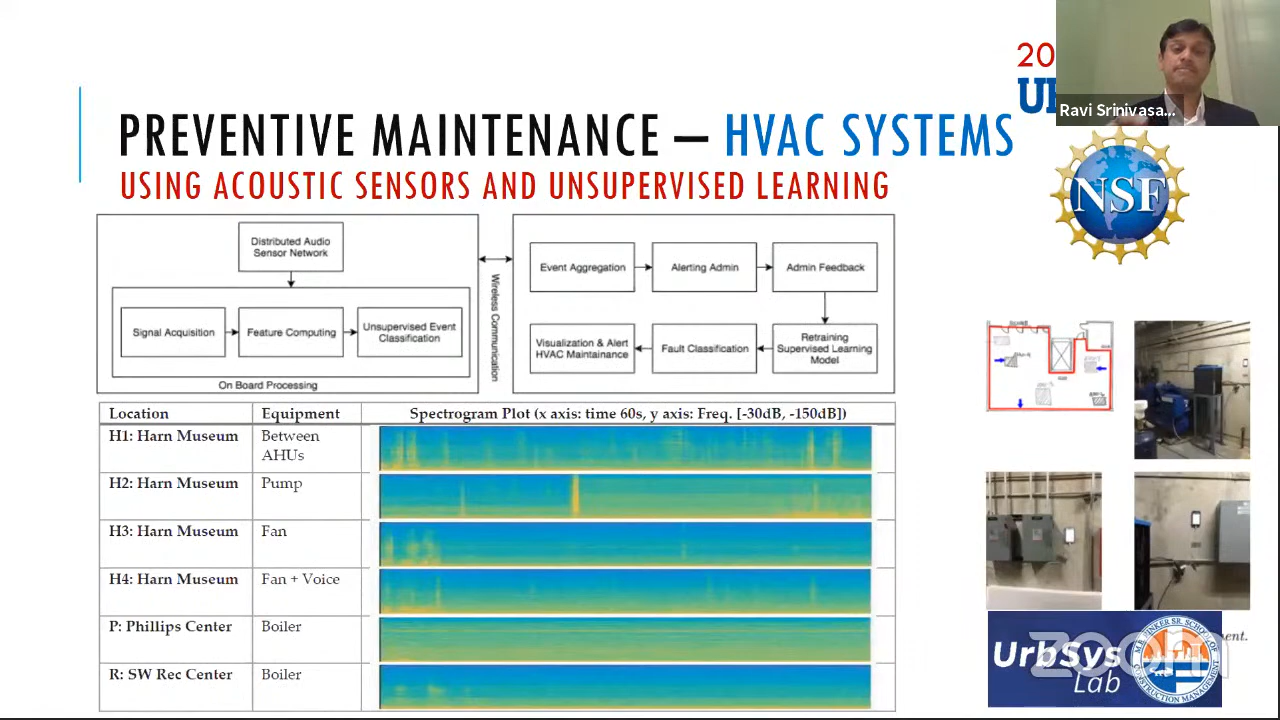 20
UR
Ravi Srinivasa...
PREVENTIVE MAINTENANCE – HVAC SYSTEMS
USING ACOUSTIC SENSORS AND UNSUPERVISED LEARNING
NSF
Distributed Audio
Sensor Network
Signal Acquisition
Feature Computing
Unsupervised Event
Classification
On Board Processing
Wireless Communication
Event Aggregation
Alerting Admin
Admin Feedback
Visualization & Alert
HVAC Maintainance
Fault Classification
Retraining
Supervised Learning
Model
Location Equipment Spectrogram Plot (x axis: time 60s, y axis: Freq. [-30dB, -150dB])
H1: Harn Museum Between
AHUs
H2: Harn Museum Pump
H3: Harn Museum Fan
H4: Harn Museum Fan + Voice
P: Phillips Center Boiler
R: SW Rec Center Boiler
UrbSys
Lab
zoom